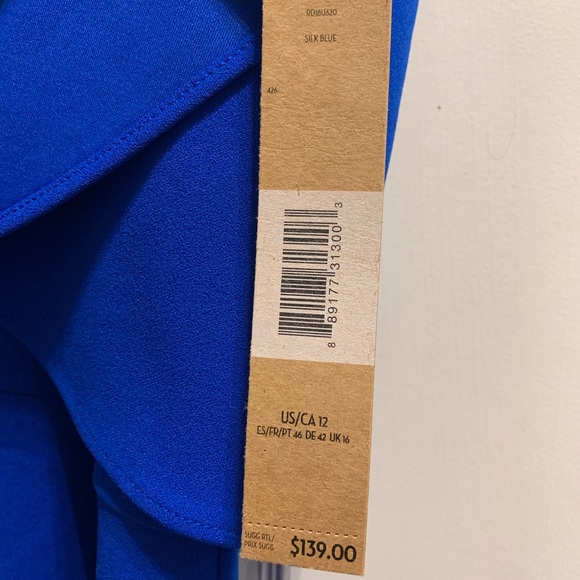 RD18U620
SILK BLUE
426
8 89177 31300 3
US/CA 12
ES/FR/PT 46 DE 42 UK 16
SUGG RTL/
PRIX SUGG
$139.00